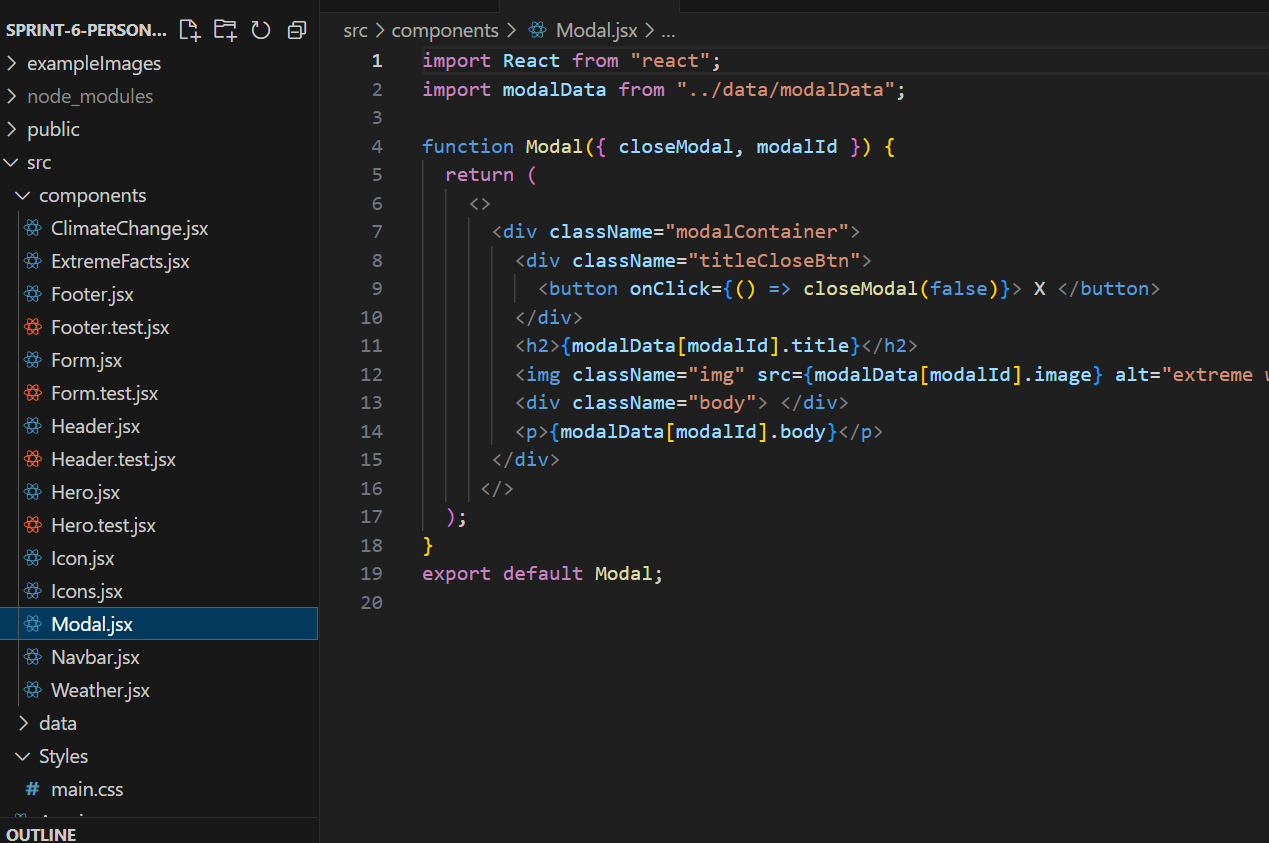 SPRINT-6-PERSON...
exampleImages
node_modules
public
src
components
ClimateChange.jsx
ExtremeFacts.jsx
Footer.jsx
Footer.test.jsx
Form.jsx
Form.test.jsx
Header.jsx
Header.test.jsx
Hero.jsx
Hero.test.jsx
Icon.jsx
Icons.jsx
Modal.jsx
Navbar.jsx
Weather.jsx
data
Styles
# main.css
OUTLINE
src > components > Modal.jsx > ...
1 import React from "react";
2 import modalData from "../data/modalData";
3
4 function Modal({ closeModal, modalId }) {
5 return (
6 <>
7 <div className="modalContainer">
8 <div className="titleCloseBtn">
9 <button onClick={() => closeModal(false)}> X </button>
10 </div>
11 <h2>{modalData[modalId].title}</h2>
12 <img className="img" src={modalData[modalId].image} alt="extreme
13 <div className="body"> </div>
14 <p>{modalData[modalId].body}</p>
15 </div>
16 </>
17 );
18 }
19 export default Modal;
20